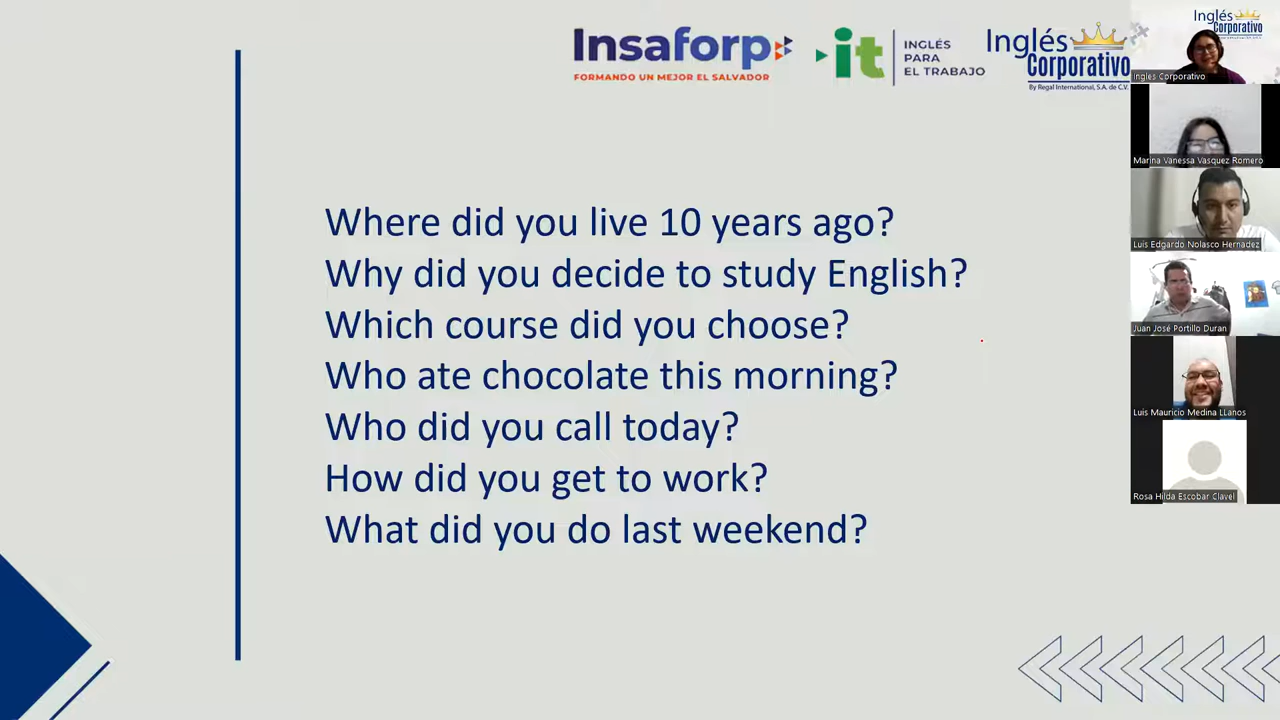 Insaforp
FORMANDO UN MEJOR EL SALVADOR
it
INGLÉS
PARA
EL TRABAJO
Inglés
Corporativo
By Regal International, S.A. de C.V.
Inglés
Corporativo
Ingles Corporativo
Marina Vanessa Vasquez Romero
Luis Edgardo Nolasco Hernadez
Juan José Portillo Duran
Luis Mauricio Medina LLanos
Rosa Hilda Escobar Clavel
Where did you live 10 years ago?
Why did you decide to study English?
Which course did you choose?
Who ate chocolate this morning?
Who did you call today?
How did you get to work?
What did you do last weekend?